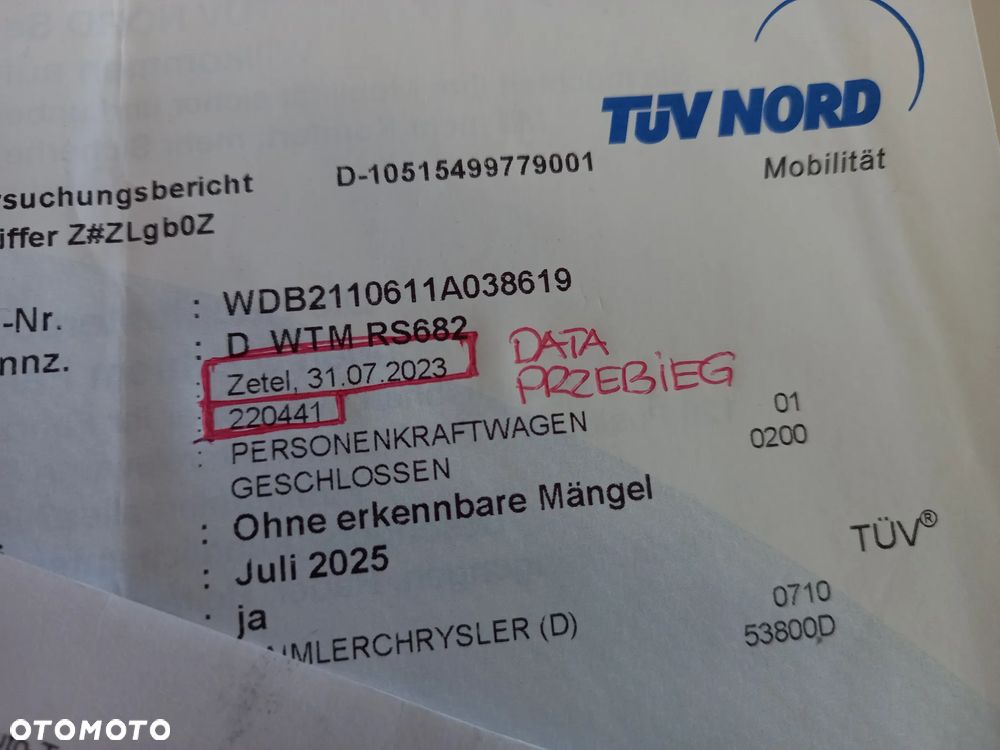 TÜV NORD
Mobilität
rsuchungsbericht D-10515499779001
iffer Z#ZLgb0Z
-Nr. : WDB2110611A038619
nnz. : D WTM RS682
: Zetel, 31.07.2023 DATA
: 220441 PRZEBIEG
: PERSONENKRAFTWAGEN 01
GESCHLOSSEN 0200
: Ohne erkennbare Mängel
: Juli 2025 TÜV®
: ja 0710
IMLERCHRYSLER (D) 53800D
OTOMOTO